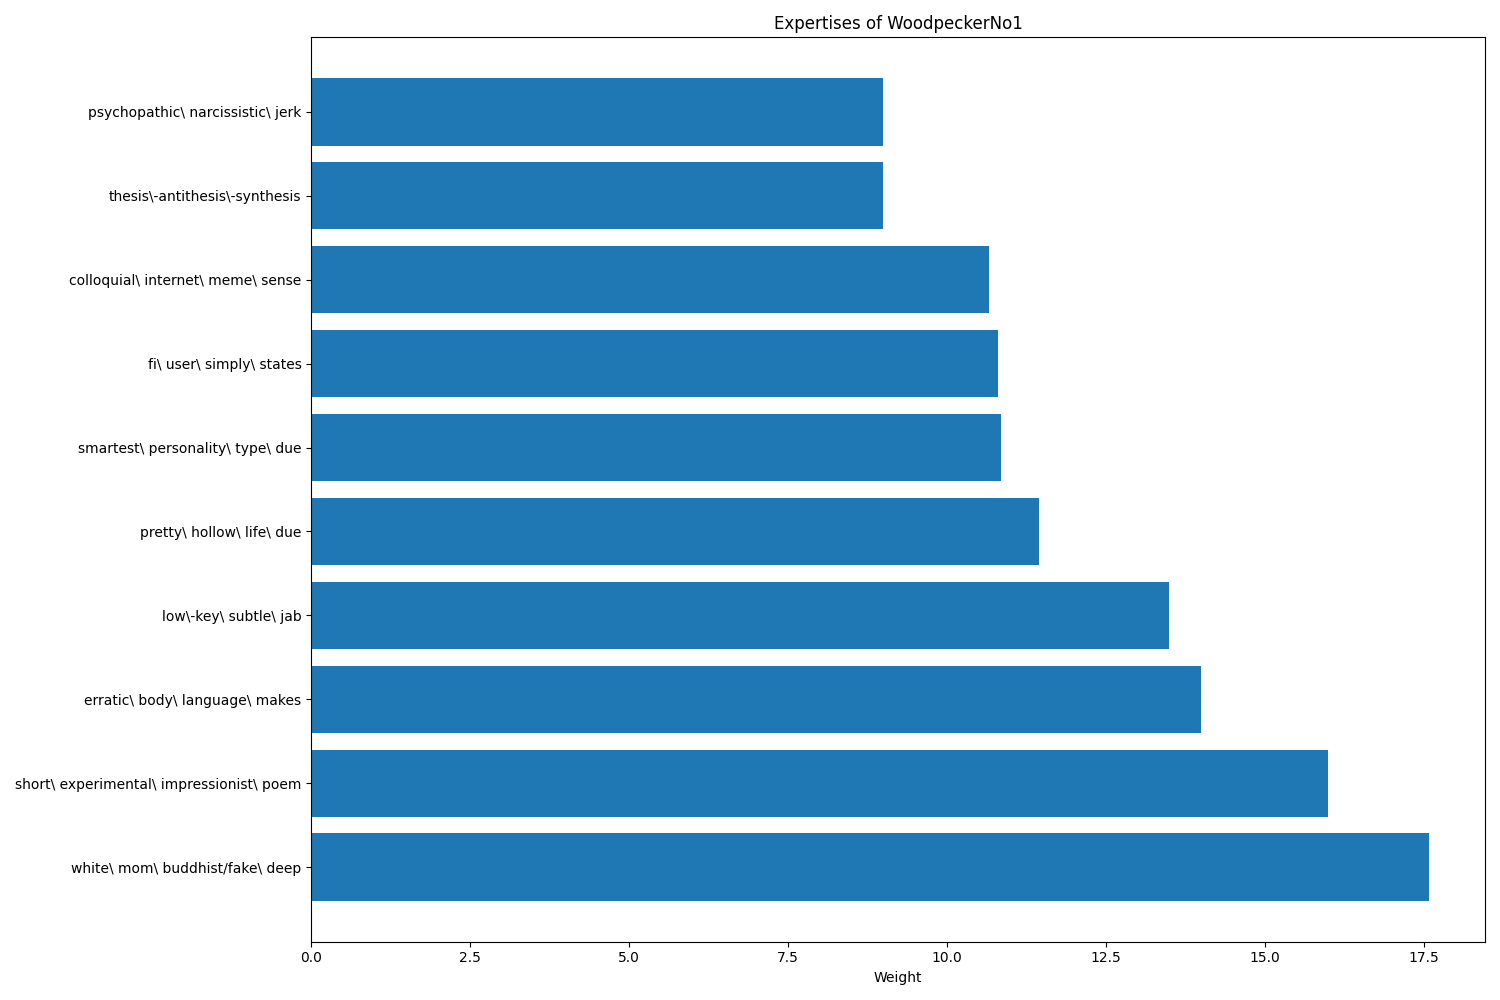 Expertises of WoodpeckerNo1
psychopathic\ narcissistic\ jerk
thesis\-antithesis\-synthesis
colloquial\ internet\ meme\ sense
fi\ user\ simply\ states
smartest\ personality\ type\ due
pretty\ hollow\ life\ due
low\-key\ subtle\ jab
erratic\ body\ language\ makes
short\ experimental\ impressionist\ poem
white\ mom\ buddhist/fake\ deep
0.0 2.5 5.0 7.5 10.0 12.5 15.0 17.5
Weight